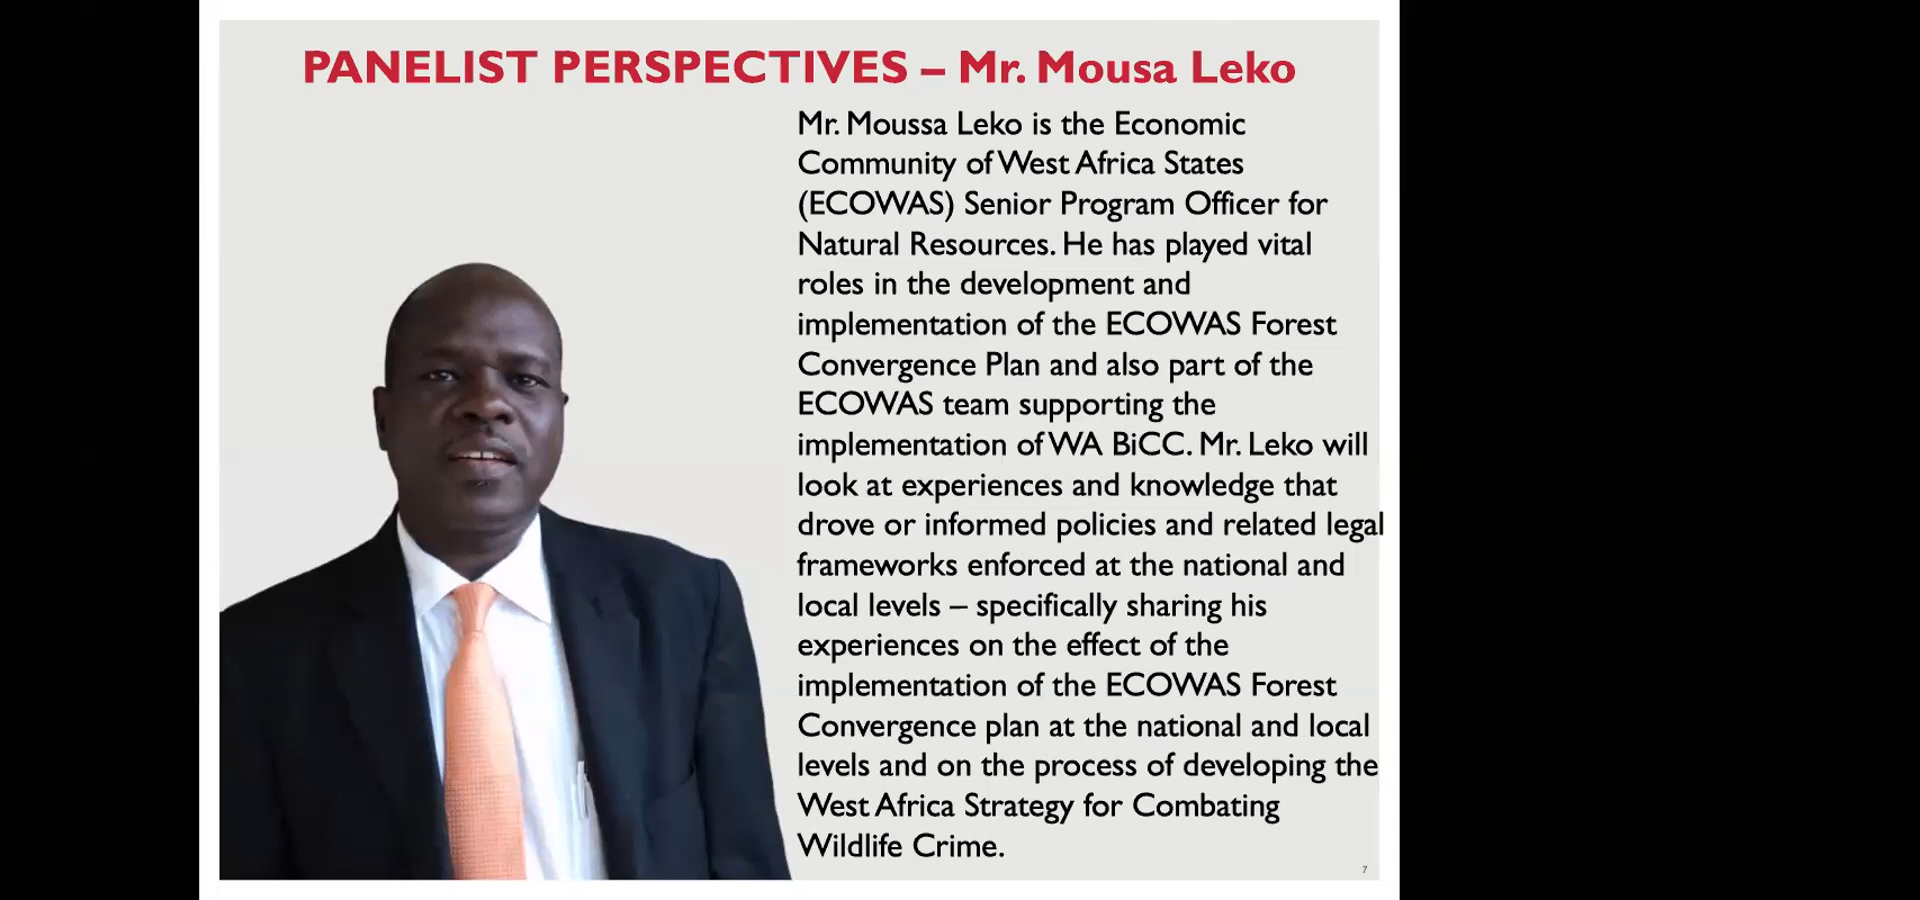 PANELIST PERSPECTIVES – Mr. Mousa Leko
Mr. Moussa Leko is the Economic
Community of West Africa States
(ECOWAS) Senior Program Officer for
Natural Resources. He has played vital
roles in the development and
implementation of the ECOWAS Forest
Convergence Plan and also part of the
ECOWAS team supporting the
implementation of WA BiCC. Mr. Leko will
look at experiences and knowledge that
drove or informed policies and related legal
frameworks enforced at the national and
local levels – specifically sharing his
experiences on the effect of the
implementation of the ECOWAS Forest
Convergence plan at the national and local
levels and on the process of developing the
West Africa Strategy for Combating
Wildlife Crime.
7